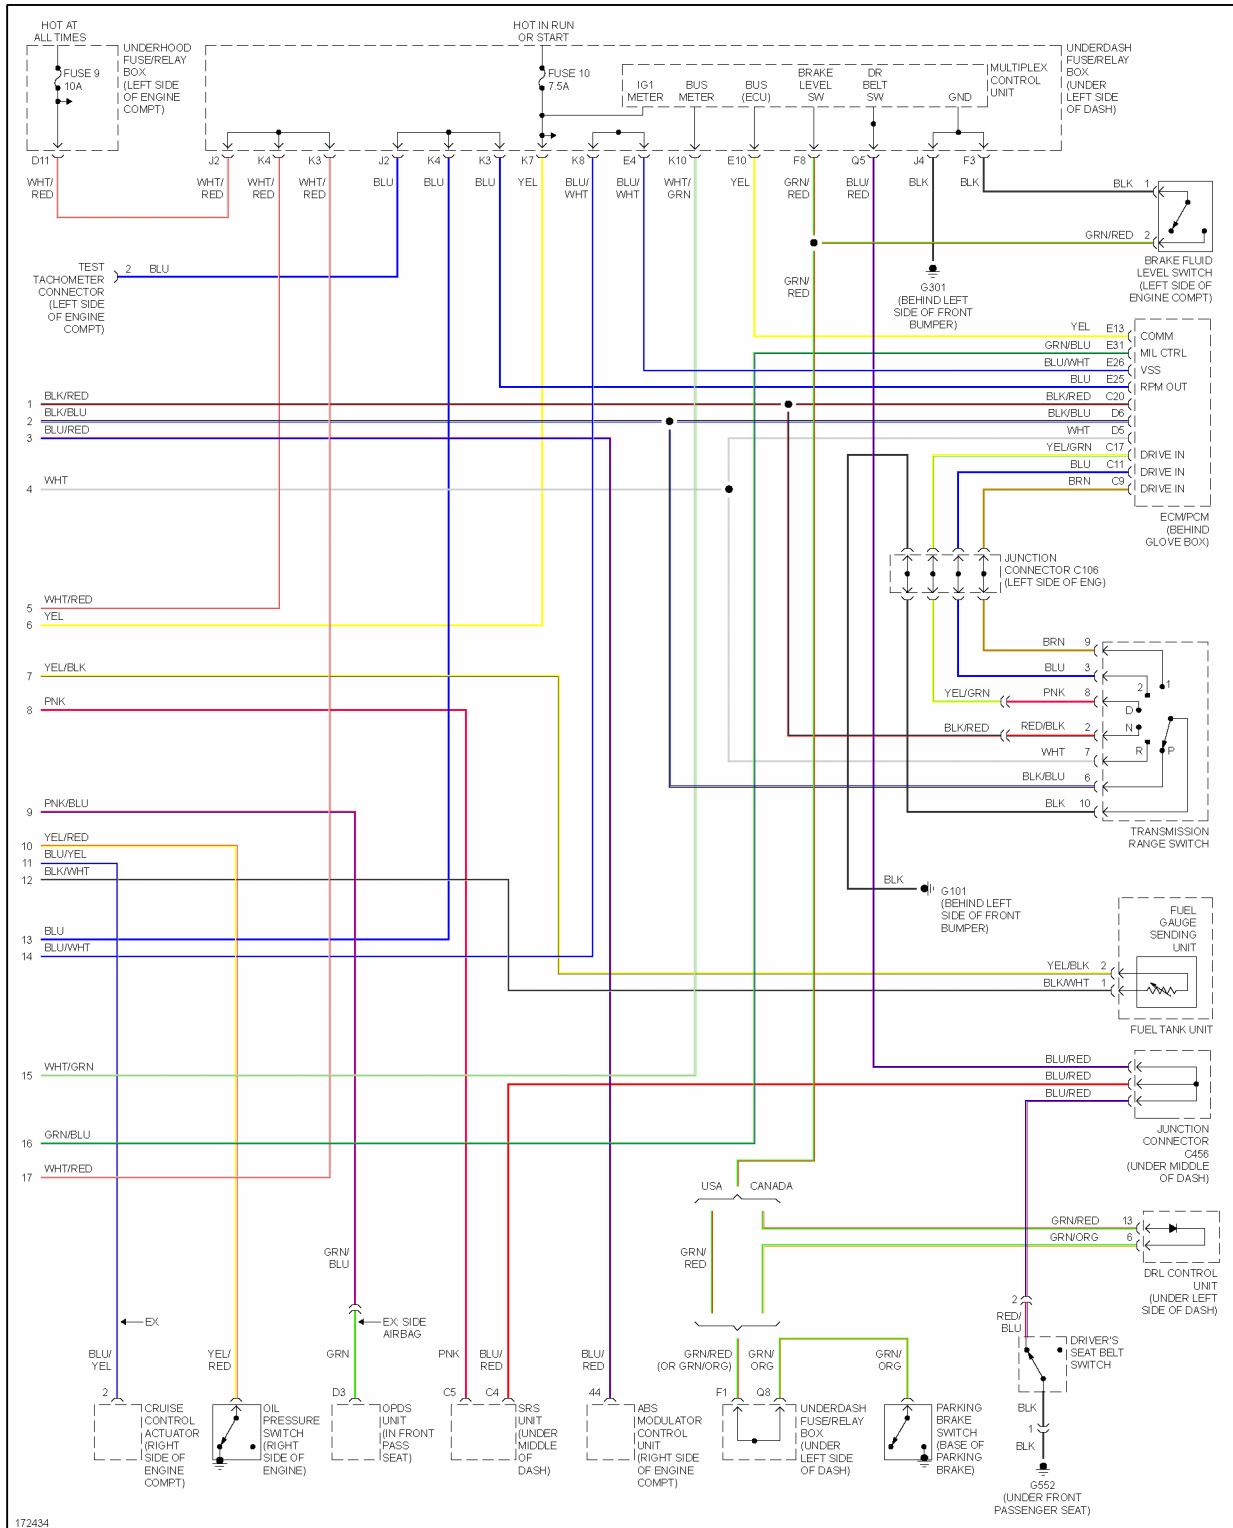 HOT AT
ALL TIMES
UNDERHOOD
FUSE/RELAY
BOX
(LEFT SIDE
OF ENGINE
COMPT)
FUSE 9
10A
HOT IN RUN
OR START
FUSE 10
7.5A
IG1
METER
BUS
METER
BUS
(ECU)
BRAKE
LEVEL
SW
DR
BELT
SW
GND
MULTIPLEX
CONTROL
UNIT
UNDERDASH
FUSE/RELAY
BOX
(UNDER
LEFT SIDE
OF DASH)
D11 J2 K4 K3 J2 K4 K3 K7 K8 E4 K10 E10 F8 Q5 J4 F3
WHT/
RED
WHT/
RED
WHT/
RED
WHT/
RED
BLU
BLU
BLU
YEL
BLU/
WHT
BLU/
WHT
WHT/
GRN
YEL
GRN/
RED
BLU/
RED
BLK
BLK
BLK 1
GRN/RED 2
BRAKE FLUID
LEVEL SWITCH
(LEFT SIDE OF
ENGINE COMPT)
TEST
TACHOMETER
CONNECTOR
(LEFT SIDE
OF ENGINE
COMPT)
2 BLU
GRN/
RED
G301
(BEHIND LEFT
SIDE OF FRONT
BUMPER)
YEL E13 COMM
GRN/BLU E31 MIL CTRL
BLU/WHT E26 VSS
BLU E25 RPM OUT
BLK/RED C20
BLK/BLU D6
WHT D5
YEL/GRN C17 DRIVE IN
BLU C11 DRIVE IN
BRN C9 DRIVE IN
ECM/PCM
(BEHIND
GLOVE BOX)
1 BLK/RED
2 BLK/BLU
3 BLU/RED
4 WHT
5 WHT/RED
6 YEL
7 YEL/BLK
8 PNK
9 PNK/BLU
10 YEL/RED
11 BLU/YEL
12 BLK/WHT
13 BLU
14 BLU/WHT
15 WHT/GRN
16 GRN/BLU
17 WHT/RED
JUNCTION
CONNECTOR C106
(LEFT SIDE OF ENG)
BRN 9
BLU 3
YEL/GRN PNK 8
BLK/RED RED/BLK 2
WHT 7
BLK/BLU 6
BLK 10
1
2
D
N
R P
TRANSMISSION
RANGE SWITCH
BLK
G101
(BEHIND LEFT
SIDE OF FRONT
BUMPER)
FUEL
GAUGE
SENDING
UNIT
YEL/BLK 2
BLK/WHT 1
FUEL TANK UNIT
BLU/RED
BLU/RED
BLU/RED
JUNCTION
CONNECTOR
C456
(UNDER MIDDLE
OF DASH)
USA CANADA
GRN/RED 13
GRN/ORG 6
DRL CONTROL
UNIT
(UNDER LEFT
SIDE OF DASH)
GRN/
BLU
GRN/
RED
EX
EX: SIDE
AIRBAG
2
RED/
BLU
DRIVER'S
SEAT BELT
SWITCH
BLU/
YEL
YEL/
RED
GRN
PNK
BLU/
RED
BLU/
RED
GRN/RED
(OR GRN/ORG)
GRN/
ORG
GRN/
ORG
2 D3 C5 C4 44 F1 Q8
CRUISE
CONTROL
ACTUATOR
(RIGHT
SIDE OF
ENGINE
COMPT)
OIL
PRESSURE
SWITCH
(RIGHT
SIDE OF
ENGINE)
OPDS
UNIT
(IN FRONT
PASS
SEAT)
SRS
UNIT
(UNDER
MIDDLE
OF
DASH)
ABS
MODULATOR
CONTROL
UNIT
(RIGHT SIDE
OF ENGINE
COMPT)
UNDERDASH
FUSE/RELAY
BOX
(UNDER
LEFT SIDE
OF DASH)
PARKING
BRAKE
SWITCH
(BASE OF
PARKING
BRAKE)
BLK
1
BLK
G552
(UNDER FRONT
PASSENGER SEAT)
172434